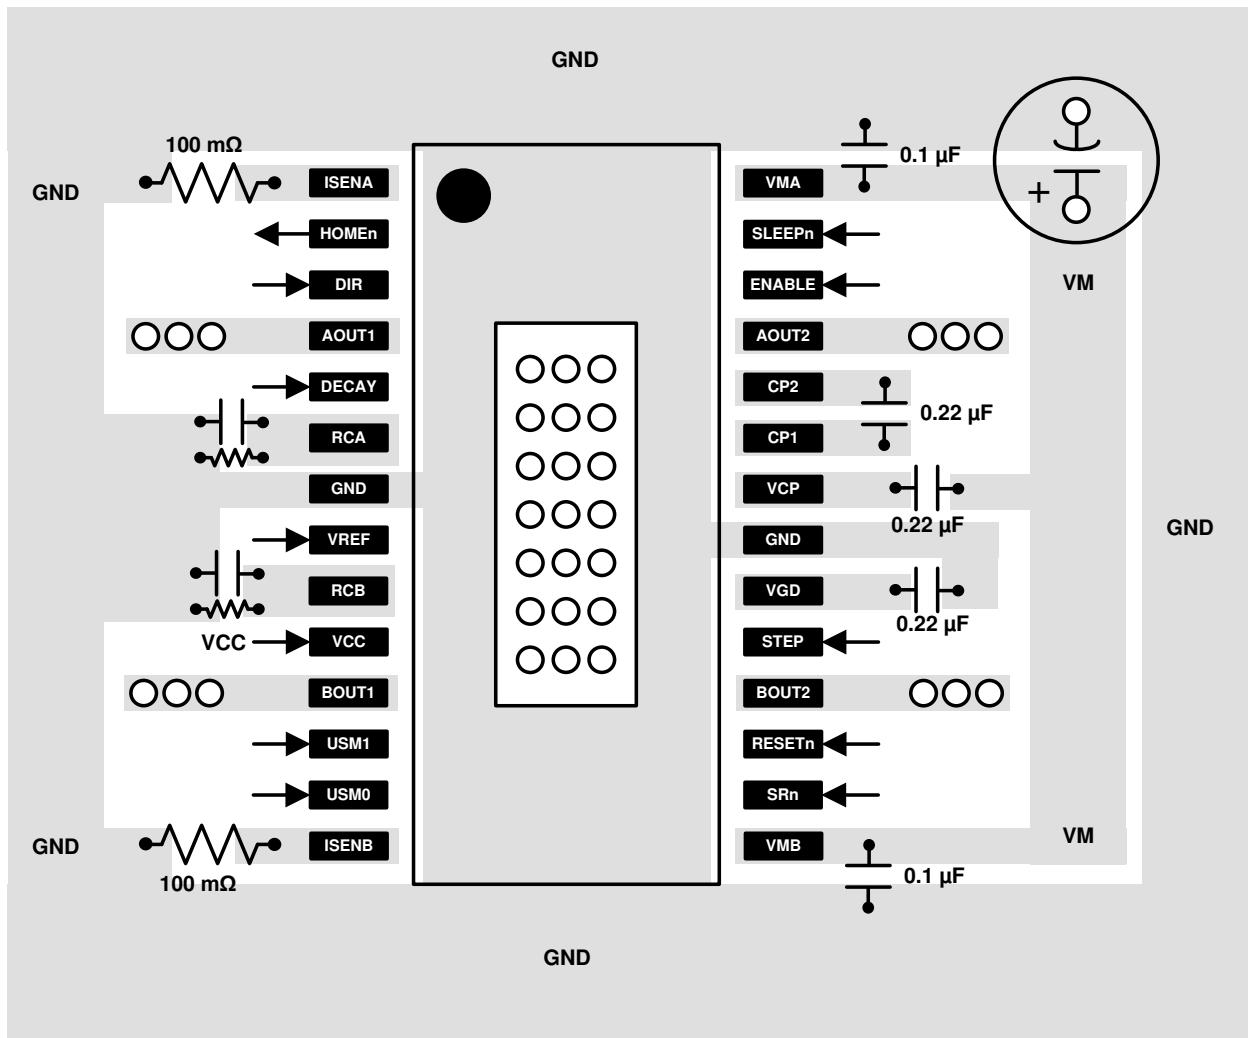 GND
100 mΩ
0.1 µF
GND
ISENA
VMA
+
HOMEn
SLEEPn
DIR
ENABLE
VM
AOUT1
AOUT2
DECAY
CP2
0.22 µF
RCA
CP1
GND
VCP
0.22 µF
GND
VREF
GND
RCB
VGD
0.22 µF
VCC
VCC
STEP
BOUT1
BOUT2
USM1
RESETn
USM0
SRn
VM
GND
ISENB
VMB
100 mΩ
0.1 µF
GND